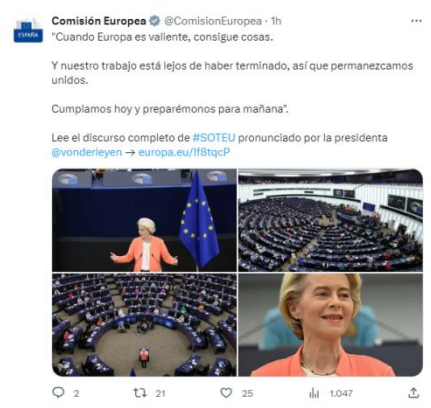 Comisión Europea @ComisionEuropea · 1h
ESPAÑA
"Cuando Europa es valiente, consigue cosas.
Y nuestro trabajo está lejos de haber terminado, así que permanezcamos
unidos.
Cumplamos hoy y preparémonos para mañana".
Lee el discurso completo de #SOTEU pronunciado por la presidenta
@vonderleyen → europa.eu/!f8tqcP
2 21 25 1.047